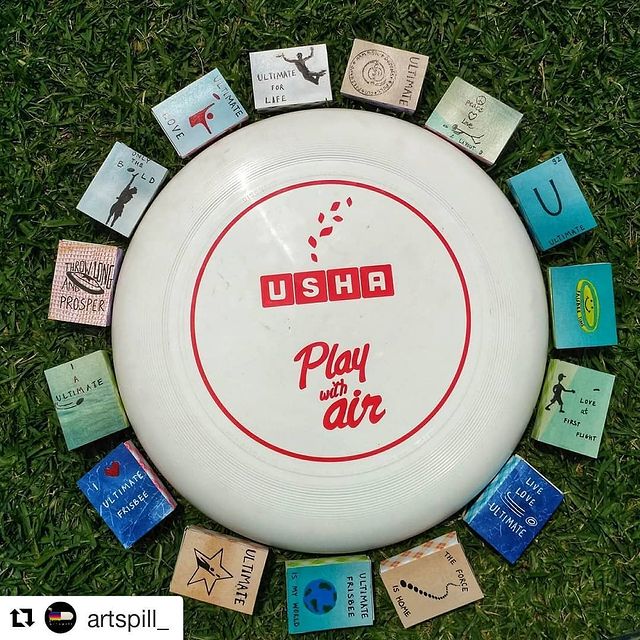 USHA
Play
with
air
ULTIMATE
FOR
LIFE
ULTIMATE
peace
love
U
ULTIMATE
LOVE
at
FIRST
FLIGHT
LIVE
LOVE
ULTIMATE
THE FORCE
IS HOME
ULTIMATE
FRISBEE
IS MY WORLD
ULTIMATE
I
ULTIMATE
FRISBEE
I
A
ULTIMATE
THROW LONG
AND
PROSPER
ONLY
THE
BOLD
ULTIMATE
LOVE
artspill_